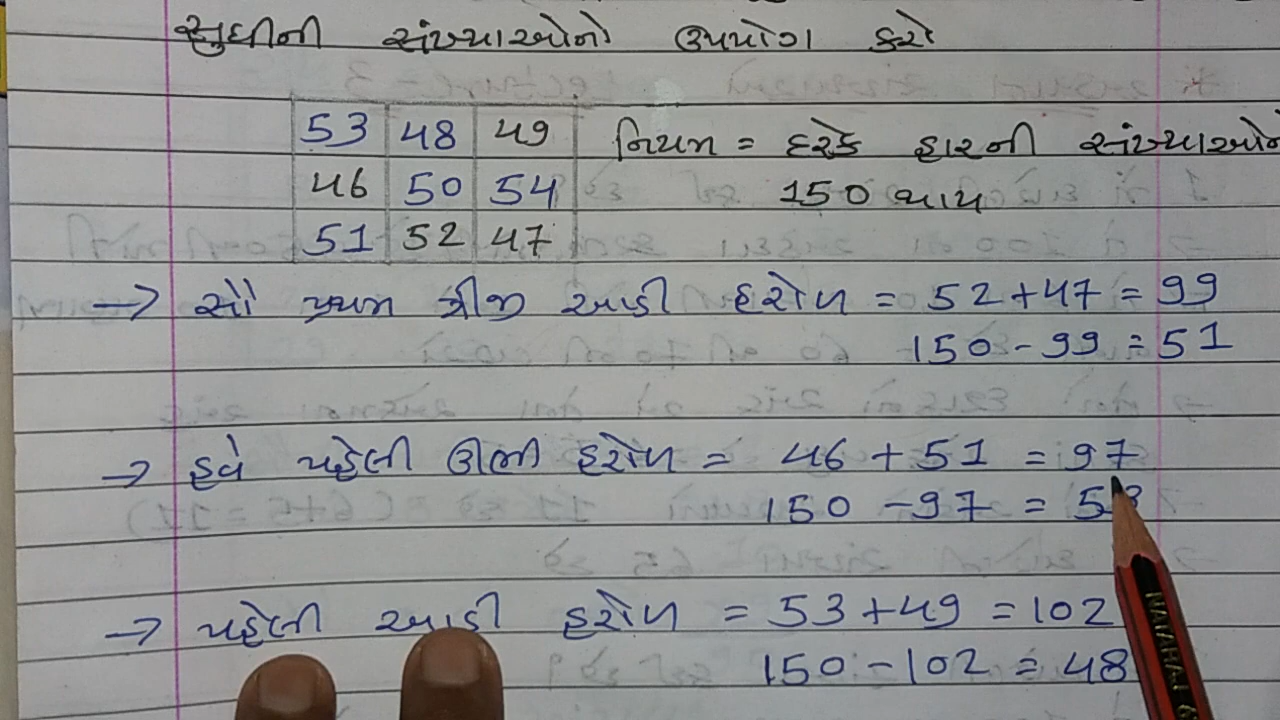 સુધીની સંખ્યાઓનો ઉપયોગ કરો
53 48 49 નિયમ = દરેક હારની સંખ્યાઓનો
46 50 54 150 થાય
51 52 47
→ સૌ પ્રથમ ત્રીજી આડી હરોળ = 52+47 = 99
150 - 99 = 51
→ હવે પહેલી ઊભી હરોળ = 46 + 51 = 97
150 - 97 = 53
→ પહેલી આડી હરોળ = 53 + 49 = 102
150 - 102 = 48
NATARAJ